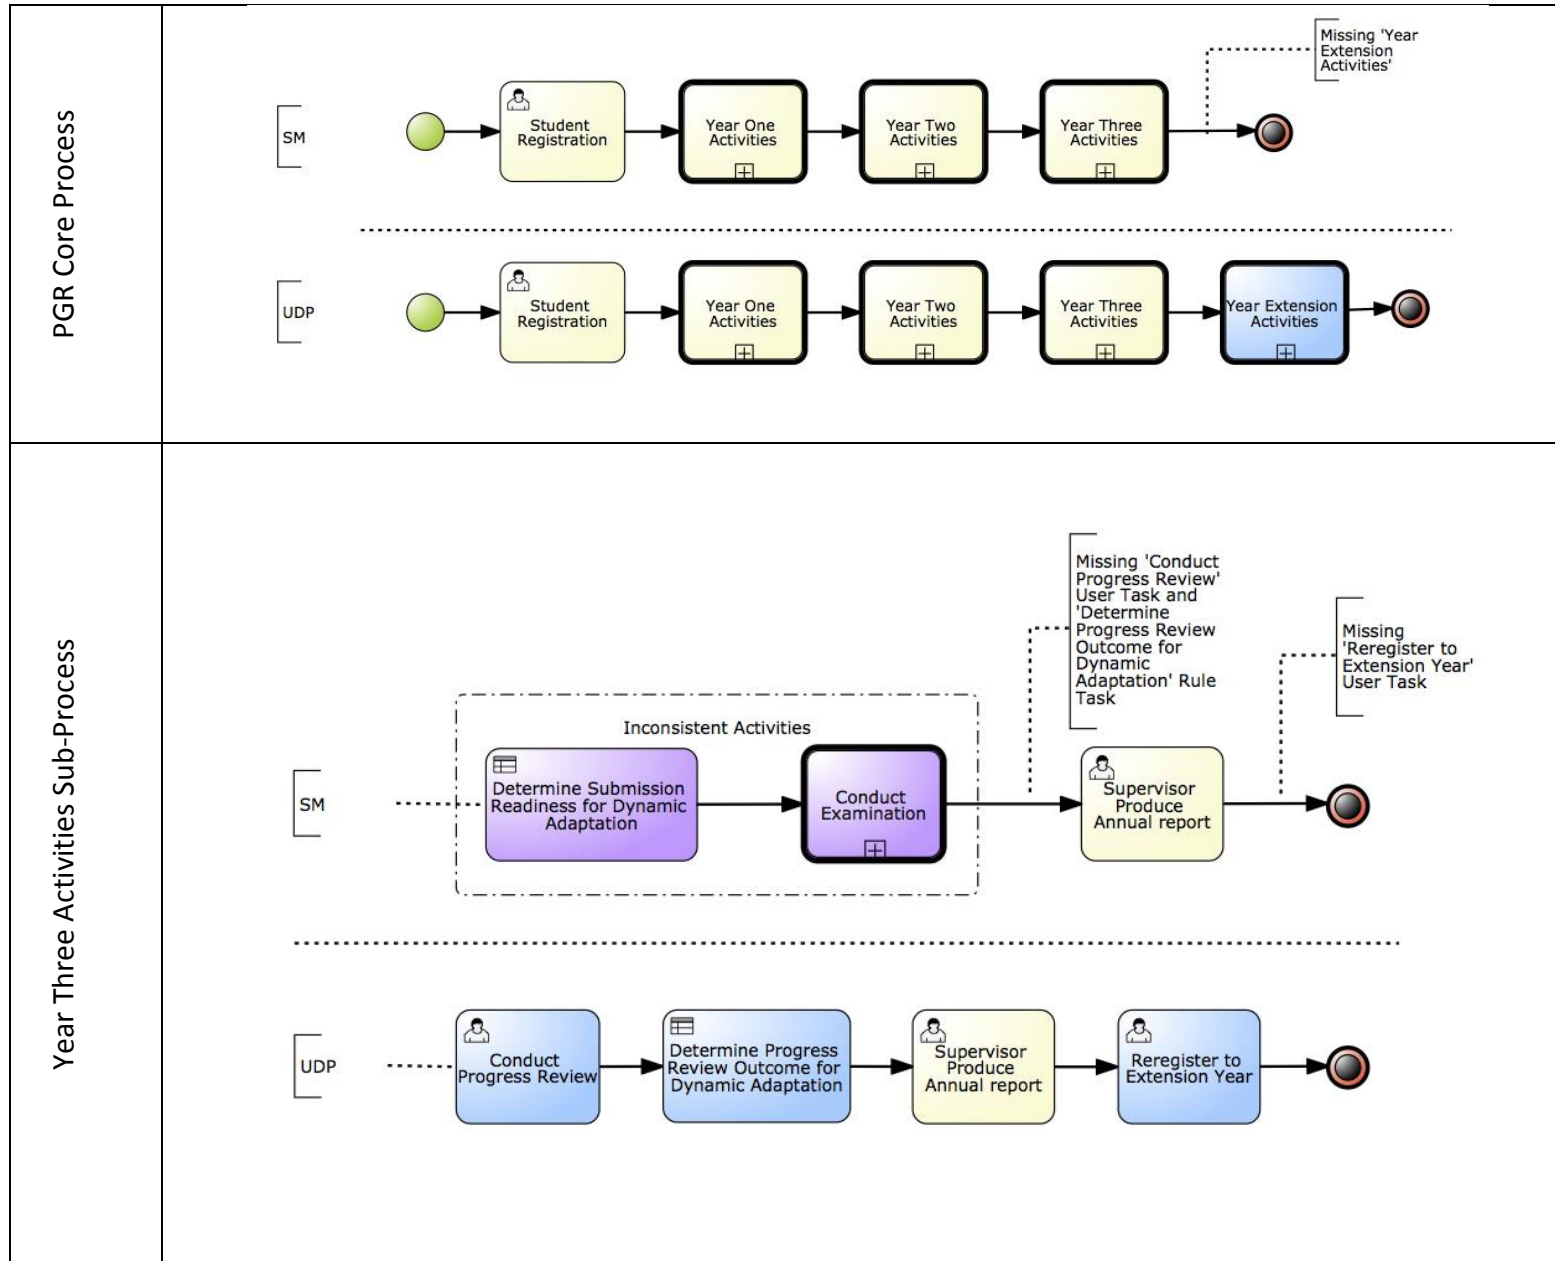 PGR Core Process
Missing 'Year
Extension
Activities'
SM
Student
Registration
Year One
Activities
Year Two
Activities
Year Three
Activities
UDP
Student
Registration
Year One
Activities
Year Two
Activities
Year Three
Activities
Year Extension
Activities
Year Three Activities Sub-Process
Missing 'Conduct
Progress Review'
User Task and
'Determine
Progress Review
Outcome for
Dynamic
Adaptation' Rule
Task
Missing
'Reregister to
Extension Year'
User Task
Inconsistent Activities
SM
Determine Submission
Readiness for Dynamic
Adaptation
Conduct
Examination
Supervisor
Produce
Annual report
UDP
Conduct
Progress Review
Determine Progress
Review Outcome for
Dynamic Adaptation
Supervisor
Produce
Annual report
Reregister to
Extension Year